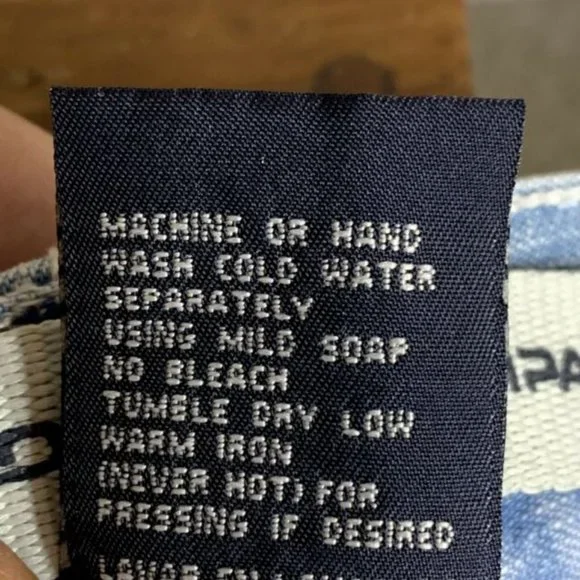 MACHINE OR HAND
WASH COLD WATER
SEPARATELY
USING MILD SOAP
NO BLEACH
TUMBLE DRY LOW
WARM IRON
(NEVER HOT) FOR
PRESSING IF DESIRED